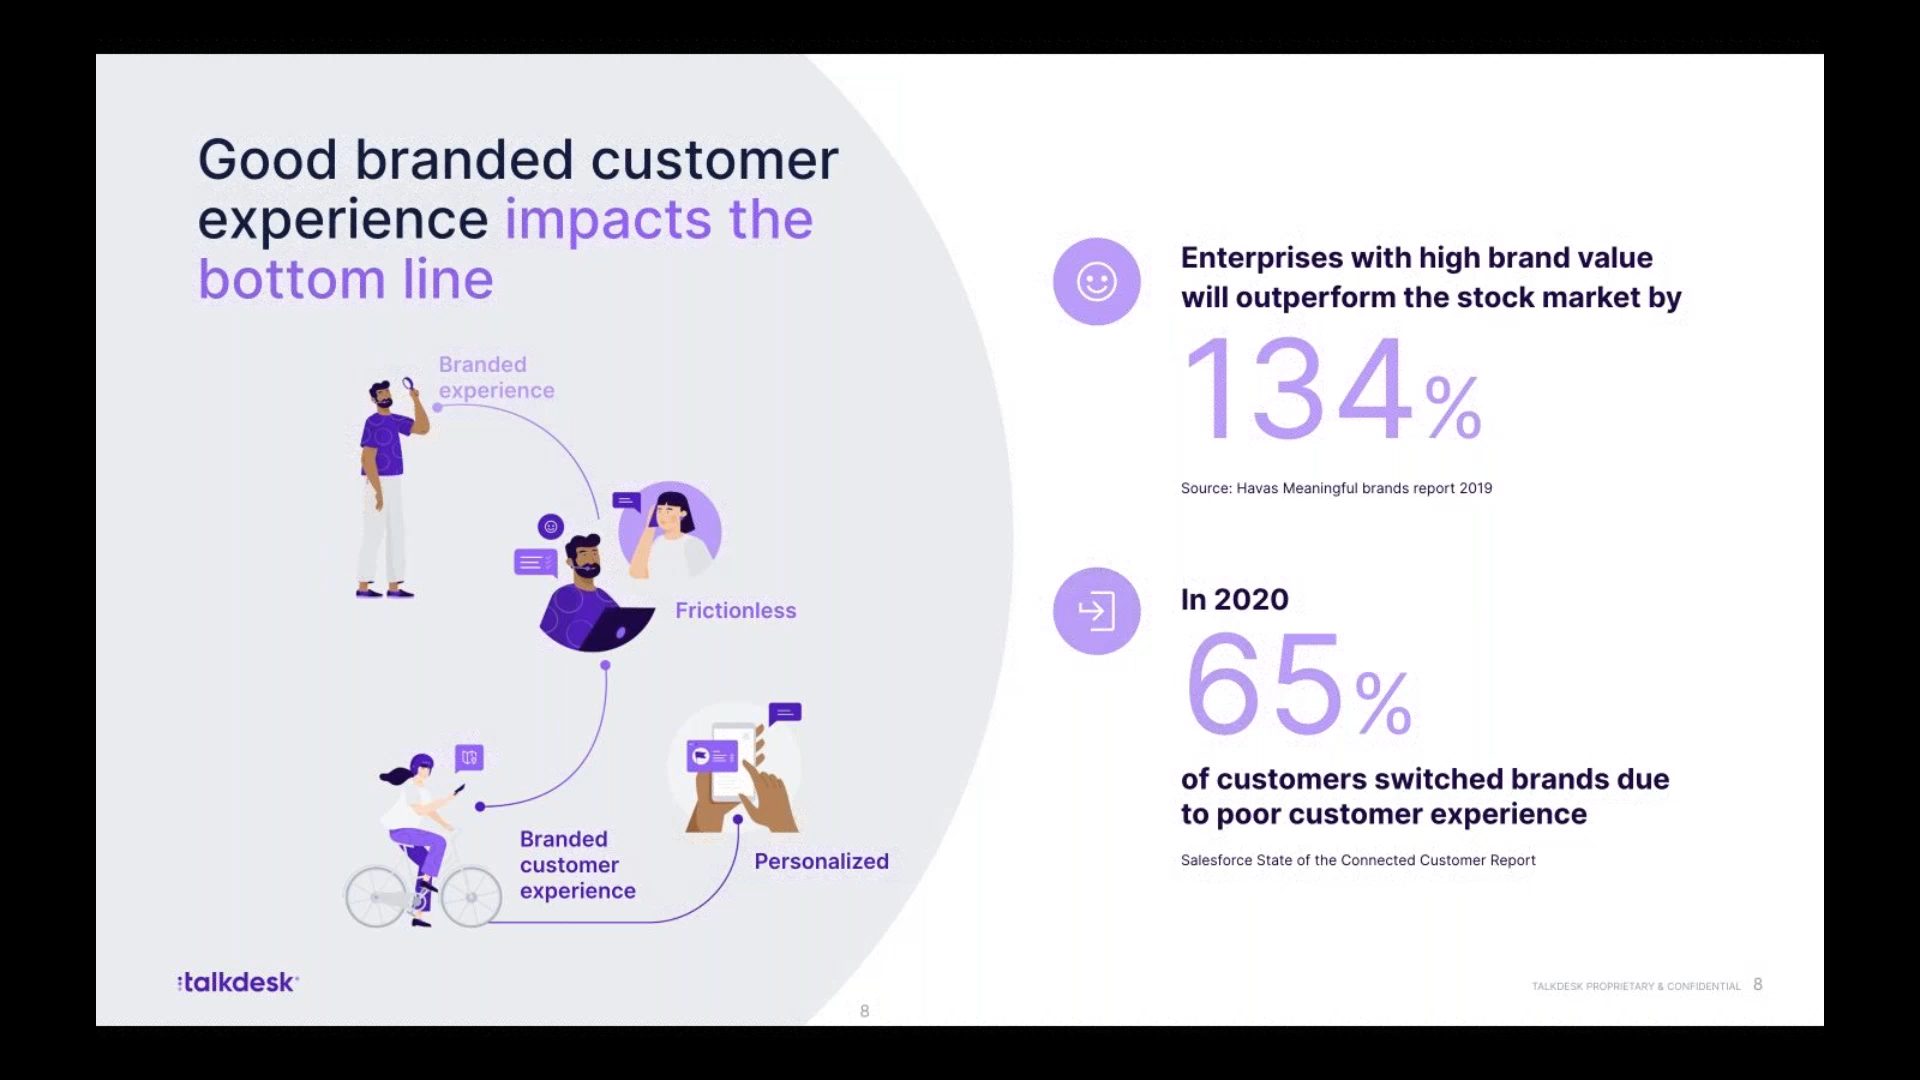 Good branded customer
experience impacts the
bottom line
Branded
experience
Frictionless
Branded
customer
experience
Personalized
Enterprises with high brand value
will outperform the stock market by
134%
Source: Havas Meaningful brands report 2019
In 2020
65%
of customers switched brands due
to poor customer experience
Salesforce State of the Connected Customer Report
:talkdesk
8
TALKDESK PROPRIETARY & CONFIDENTIAL 8